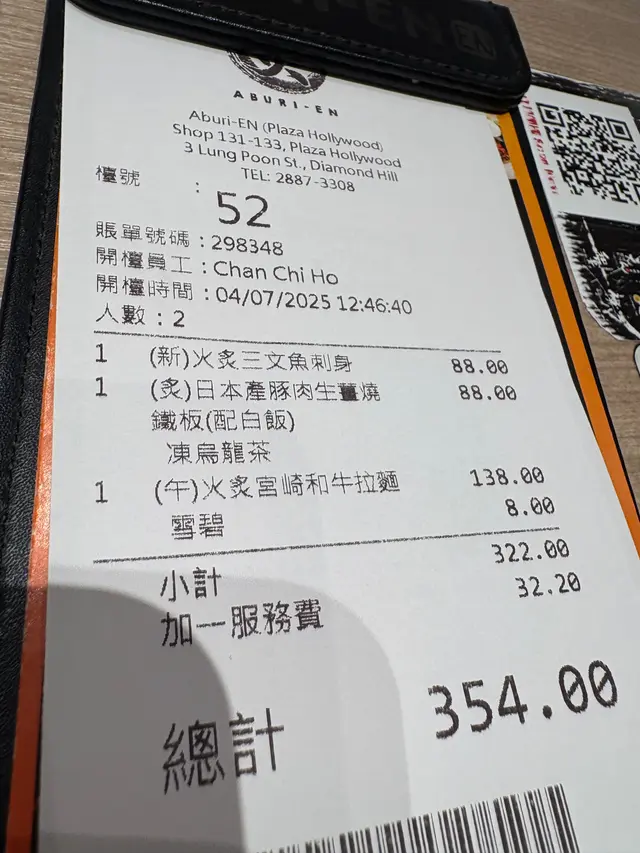 ABURI-EN
Aburi-EN (Plaza Hollywood)
Shop 131-133, Plaza Hollywood
3 Lung Poon St., Diamond Hill
TEL: 2887-3308
檯號 : 52
賬單號碼 : 298348
開檯員工 : Chan Chi Ho
開檯時間 : 04/07/2025 12:46:40
人數 : 2
1 (新)火炙三文魚刺身 88.00
1 (炙)日本產豚肉生薑燒 88.00
鐵板(配白飯)
凍烏龍茶
1 (午)火炙宮崎和牛拉麵 138.00
雪碧 8.00
小計 322.00
加一服務費 32.20
總計 354.00